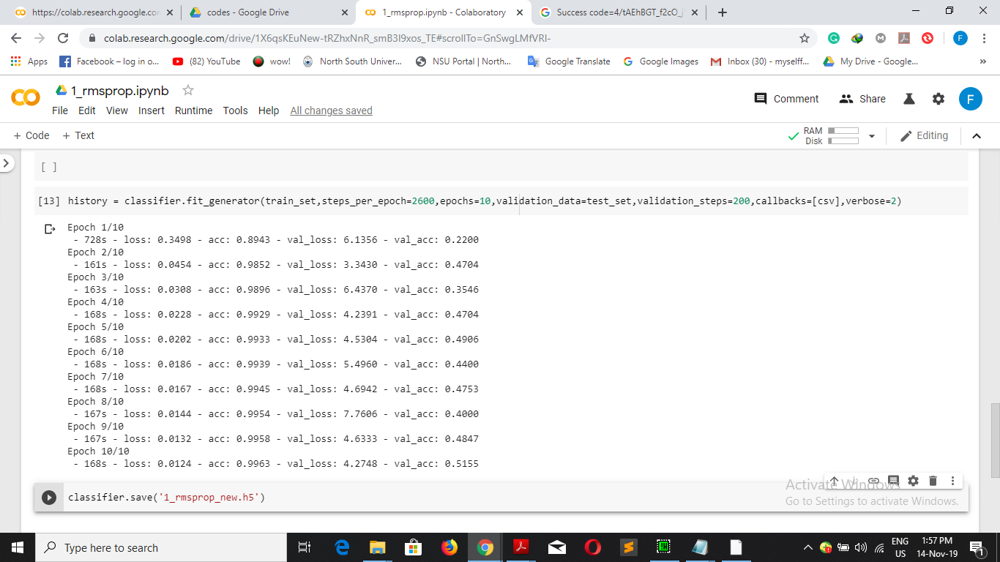 https://colab.research.google.co
codes - Google Drive
1_rmsprop.ipynb - Colaboratory
Success code=4/tAEhBGT_f2cO_
colab.research.google.com/drive/1X6qsKEuNew-tRZhxNnR_smB3I9xos_TE#scrollTo=GnSwgLMfVRI-
Apps
Facebook – log in o...
(82) YouTube
wow!
North South Univer...
NSU Portal | North...
Google Translate
Google Images
Inbox (30) - myselff...
My Drive - Google...
»
1_rmsprop.ipynb
File Edit View Insert Runtime Tools Help All changes saved
Comment
Share
F
+ Code + Text
RAM
Disk
Editing
[ ]
[13] history = classifier.fit_generator(train_set,steps_per_epoch=2600,epochs=10,validation_data=test_set,validation_steps=200,callbacks=[csv],verbose=2)
Epoch 1/10
- 728s - loss: 0.3498 - acc: 0.8943 - val_loss: 6.1356 - val_acc: 0.2200
Epoch 2/10
- 161s - loss: 0.0454 - acc: 0.9852 - val_loss: 3.3430 - val_acc: 0.4704
Epoch 3/10
- 163s - loss: 0.0308 - acc: 0.9896 - val_loss: 6.4370 - val_acc: 0.3546
Epoch 4/10
- 168s - loss: 0.0228 - acc: 0.9929 - val_loss: 4.2391 - val_acc: 0.4704
Epoch 5/10
- 168s - loss: 0.0202 - acc: 0.9933 - val_loss: 4.5304 - val_acc: 0.4906
Epoch 6/10
- 168s - loss: 0.0186 - acc: 0.9939 - val_loss: 5.4960 - val_acc: 0.4400
Epoch 7/10
- 168s - loss: 0.0167 - acc: 0.9945 - val_loss: 4.6942 - val_acc: 0.4753
Epoch 8/10
- 167s - loss: 0.0144 - acc: 0.9954 - val_loss: 7.7606 - val_acc: 0.4000
Epoch 9/10
- 167s - loss: 0.0132 - acc: 0.9958 - val_loss: 4.6333 - val_acc: 0.4847
Epoch 10/10
- 168s - loss: 0.0124 - acc: 0.9963 - val_loss: 4.2748 - val_acc: 0.5155
classifier.save('1_rmsprop_new.h5')
Activate Windows
Go to Settings to activate Windows.
Type here to search
ENG
US
1:57 PM
14-Nov-19
1